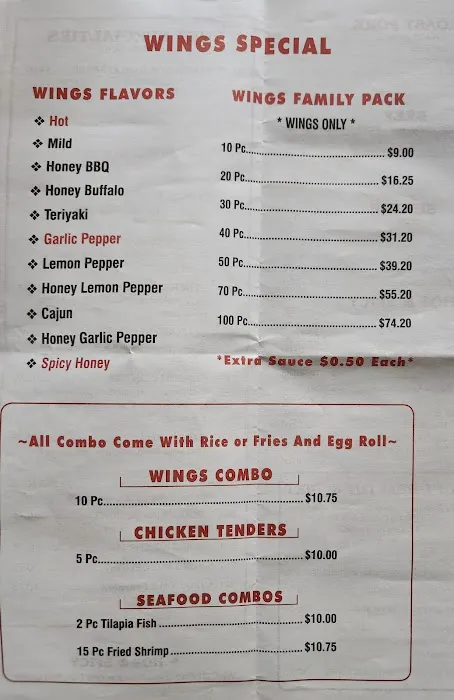 WINGS SPECIAL
WINGS FLAVORS
❖ Hot
❖ Mild
❖ Honey BBQ
❖ Honey Buffalo
❖ Teriyaki
❖ Garlic Pepper
❖ Lemon Pepper
❖ Honey Lemon Pepper
❖ Cajun
❖ Honey Garlic Pepper
❖ Spicy Honey
WINGS FAMILY PACK
* WINGS ONLY *
10 Pc. $9.00
20 Pc. $16.25
30 Pc. $24.20
40 Pc. $31.20
50 Pc. $39.20
70 Pc. $55.20
100 Pc. $74.20
*Extra Sauce $0.50 Each*
~All Combo Come With Rice or Fries And Egg Roll~
WINGS COMBO
10 Pc. $10.75
CHICKEN TENDERS
5 Pc. $10.00
SEAFOOD COMBOS
2 Pc Tilapia Fish $10.00
15 Pc Fried Shrimp $10.75